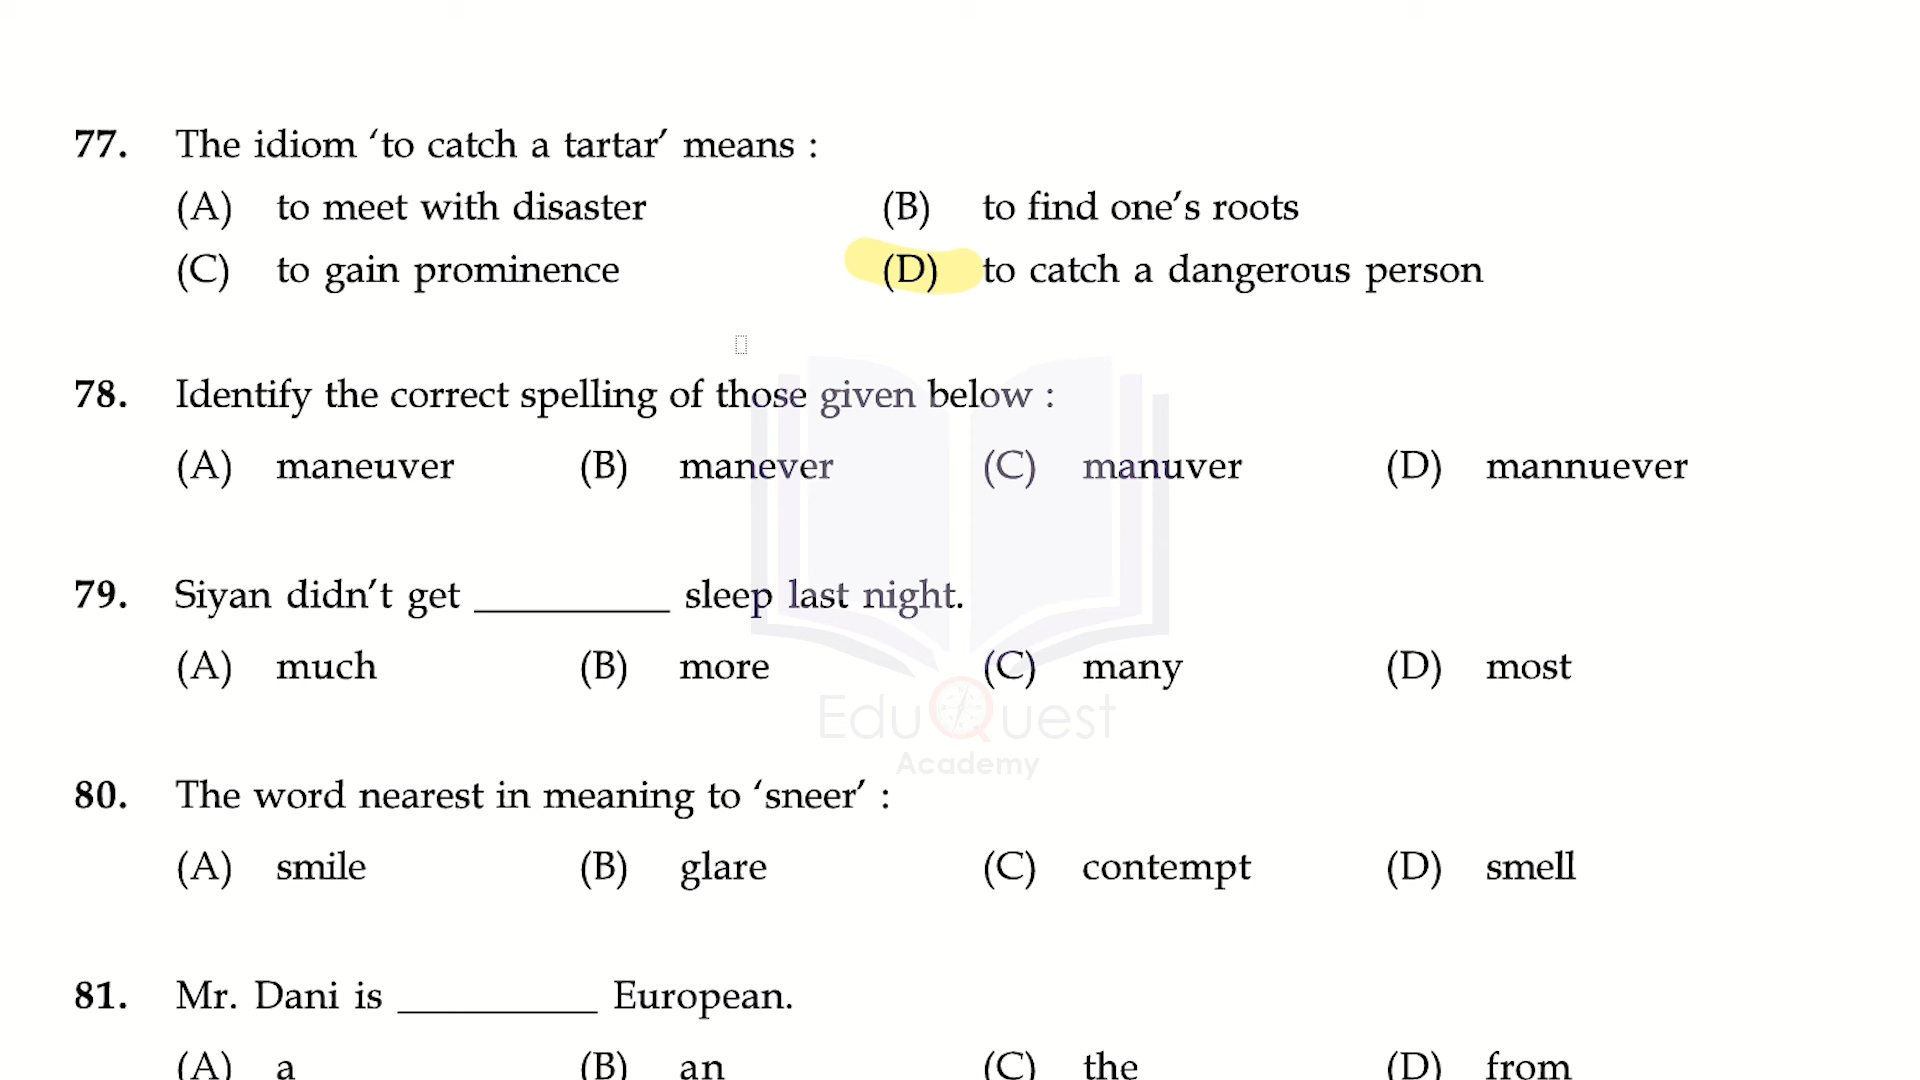 77. The idiom ‘to catch a tartar’ means :
(A) to meet with disaster (B) to find one’s roots
(C) to gain prominence (D) to catch a dangerous person
78. Identify the correct spelling of those given below :
(A) maneuver (B) manever (C) manuver (D) mannuever
79. Siyan didn’t get __________ sleep last night.
(A) much (B) more (C) many (D) most
EduQuest
Academy
80. The word nearest in meaning to ‘sneer’ :
(A) smile (B) glare (C) contempt (D) smell
81. Mr. Dani is __________ European.
(A) a (B) an (C) the (D) from